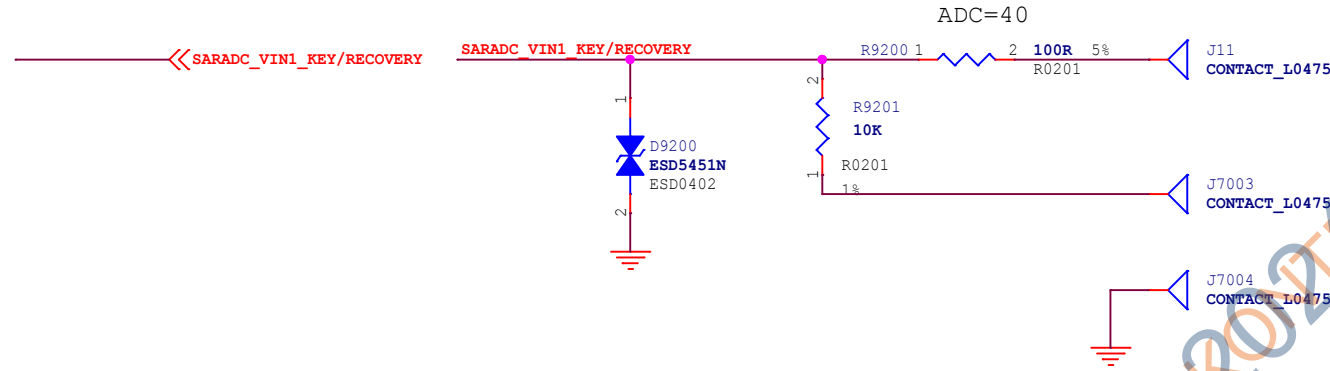 ADC=40
SARADC_VIN1_KEY/RECOVERY
SARADC_VIN1_KEY/RECOVERY
R9200 1 2 100R 5%
R0201
J11
CONTACT_L0475
2
R9201
10K
R0201
1
1%
1
D9200
ESD5451N
ESD0402
2
J7003
CONTACT_L0475
J7004
CONTACT_L0475